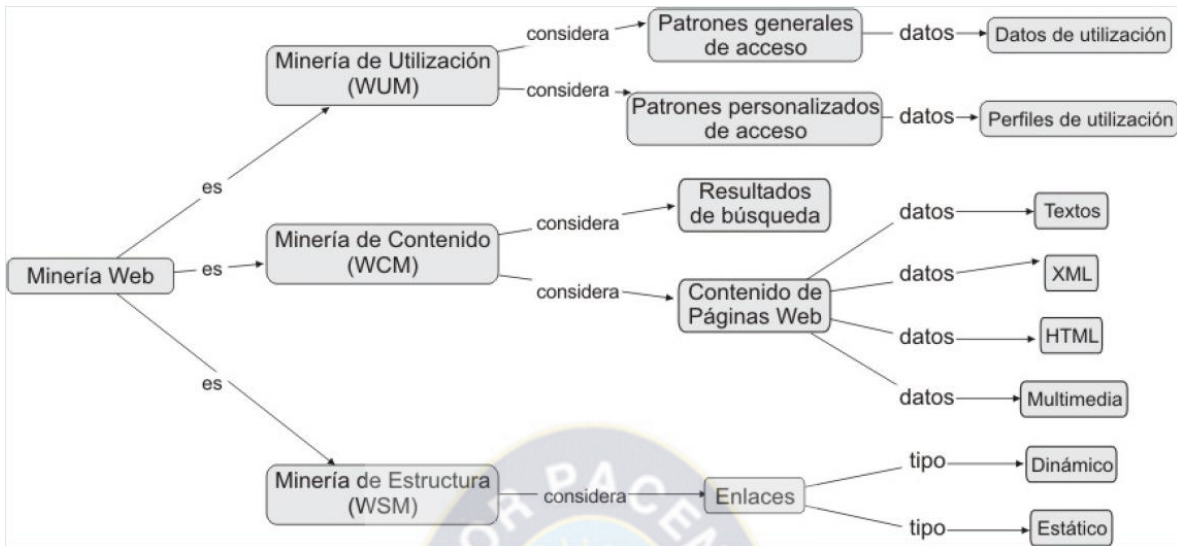 considera
Patrones generales
de acceso
datos
Datos de utilización
Minería de Utilización
(WUM)
considera
Patrones personalizados
de acceso
datos
Perfiles de utilización
es
Resultados
de búsqueda
considera
datos
Textos
Minería de Contenido
(WCM)
Minería Web
es
considera
Contenido de
Páginas Web
datos
XML
datos
HTML
es
datos
Multimedia
Minería de Estructura
(WSM)
considera
Enlaces
tipo
Dinámico
tipo
Estático
OR PACEN